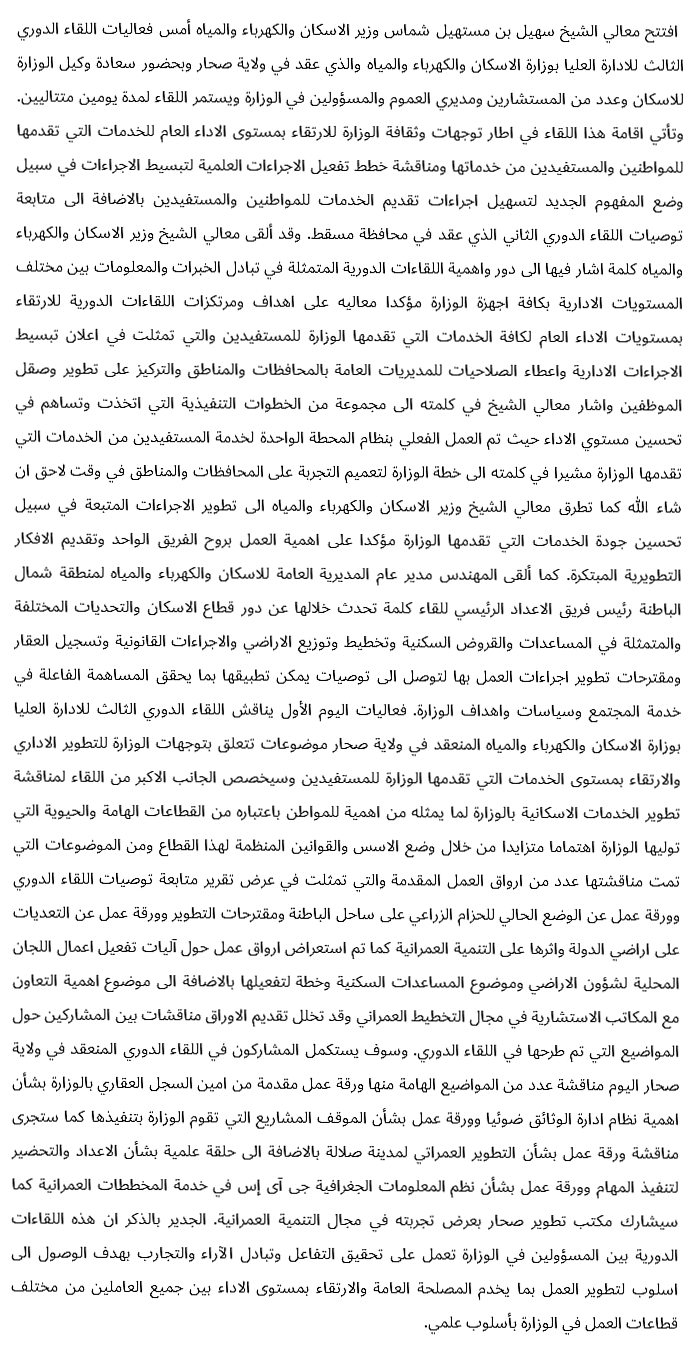 افتتح معالي الشيخ سهيل بن مستهيل شماس وزير الاسكان والكهرباء والمياه أمس فعاليات اللقاء الدوري
الثالث للادارة العليا بوزارة الاسكان والكهرباء والمياه والذي عقد في ولاية صحار وبحضور سعادة وكيل الوزارة
للاسكان وعدد من المستشارين ومديري العموم والمسؤولين في الوزارة ويستمر اللقاء لمدة يومين متتاليين.
وتأتي اقامة هذا اللقاء في اطار توجهات وثقافة الوزارة للارتقاء بمستوى الاداء العام للخدمات التي تقدمها
للمواطنين والمستفيدين من خدماتها ومناقشة خطط تفعيل الاجراءات العلمية لتبسيط الاجراءات في سبيل
وضع المفهوم الجديد لتسهيل اجراءات تقديم الخدمات للمواطنين والمستفيدين بالاضافة الى متابعة
توصيات اللقاء الدوري الثاني الذي عقد في محافظة مسقط. وقد ألقى معالي الشيخ وزير الاسكان والكهرباء
والمياه كلمة اشار فيها الى دور واهمية اللقاءات الدورية المتمثلة في تبادل الخبرات والمعلومات بين مختلف
المستويات الادارية بكافة اجهزة الوزارة مؤكدا معاليه على اهداف ومرتكزات اللقاءات الدورية للارتقاء
بمستويات الاداء العام لكافة الخدمات التي تقدمها الوزارة للمستفيدين والتي تمثلت في اعلان تبسيط
الاجراءات الادارية واعطاء الصلاحيات للمديريات العامة بالمحافظات والمناطق والتركيز على تطوير وصقل
الموظفين واشار معالي الشيخ في كلمته الى مجموعة من الخطوات التنفيذية التي اتخذت وتساهم في
تحسين مستوي الاداء حيث تم العمل الفعلي بنظام المحطة الواحدة لخدمة المستفيدين من الخدمات التي
تقدمها الوزارة مشيرا في كلمته الى خطة الوزارة لتعميم التجربة على المحافظات والمناطق في وقت لاحق ان
شاء الله كما تطرق معالي الشيخ وزير الاسكان والكهرباء والمياه الى تطوير الاجراءات المتبعة في سبيل
تحسين جودة الخدمات التي تقدمها الوزارة مؤكدا على اهمية العمل بروح الفريق الواحد وتقديم الافكار
التطويرية المبتكرة. كما ألقى المهندس مدير عام المديرية العامة للاسكان والكهرباء والمياه لمنطقة شمال
الباطنة رئيس فريق الاعداد الرئيسي للقاء كلمة تحدث خلالها عن دور قطاع الاسكان والتحديات المختلفة
والمتمثلة في المساعدات والقروض السكنية وتخطيط وتوزيع الاراضي والاجراءات القانونية وتسجيل العقار
ومقترحات تطوير اجراءات العمل بها لتوصل الى توصيات يمكن تطبيقها بما يحقق المساهمة الفاعلة في
خدمة المجتمع وسياسات واهداف الوزارة. فعاليات اليوم الأول يناقش اللقاء الدوري الثالث للادارة العليا
بوزارة الاسكان والكهرباء والمياه المنعقد في ولاية صحار موضوعات تتعلق بتوجهات الوزارة للتطوير الاداري
والارتقاء بمستوى الخدمات التي تقدمها الوزارة للمستفيدين وسيخصص الجانب الاكبر من اللقاء لمناقشة
تطوير الخدمات الاسكانية بالوزارة لما يمثله من اهمية للمواطن باعتباره من القطاعات الهامة والحيوية التي
توليها الوزارة اهتماما متزايدا من خلال وضع الاسس والقوانين المنظمة لهذا القطاع ومن الموضوعات التي
تمت مناقشتها عدد من ارواق العمل المقدمة والتي تمثلت في عرض تقرير متابعة توصيات اللقاء الدوري
وورقة عمل عن الوضع الحالي للحزام الزراعي على ساحل الباطنة ومقترحات التطوير وورقة عمل عن التعديات
على اراضي الدولة واثرها على التنمية العمرانية كما تم استعراض ارواق عمل حول آليات تفعيل اعمال اللجان
المحلية لشؤون الاراضي وموضوع المساعدات السكنية وخطة لتفعيلها بالاضافة الى موضوع اهمية التعاون
مع المكاتب الاستشارية في مجال التخطيط العمراني وقد تخلل تقديم الاوراق مناقشات بين المشاركين حول
المواضيع التي تم طرحها في اللقاء الدوري. وسوف يستكمل المشاركون في اللقاء الدوري المنعقد في ولاية
صحار اليوم مناقشة عدد من المواضيع الهامة منها ورقة عمل مقدمة من امين السجل العقاري بالوزارة بشأن
اهمية نظام ادارة الوثائق ضوئيا وورقة عمل بشأن الموقف المشاريع التي تقوم الوزارة بتنفيذها كما ستجرى
مناقشة ورقة عمل بشأن التطوير العمراتي لمدينة صلالة بالاضافة الى حلقة علمية بشأن الاعداد والتحضير
لتنفيذ المهام وورقة عمل بشأن نظم المعلومات الجغرافية جى آى إس في خدمة المخططات العمرانية كما
سيشارك مكتب تطوير صحار بعرض تجربته في مجال التنمية العمرانية. الجدير بالذكر ان هذه اللقاءات
الدورية بين المسؤولين في الوزارة تعمل على تحقيق التفاعل وتبادل الآراء والتجارب بهدف الوصول الى
اسلوب لتطوير العمل بما يخدم المصلحة العامة والارتقاء بمستوى الاداء بين جميع العاملين من مختلف
قطاعات العمل في الوزارة بأسلوب علمي.